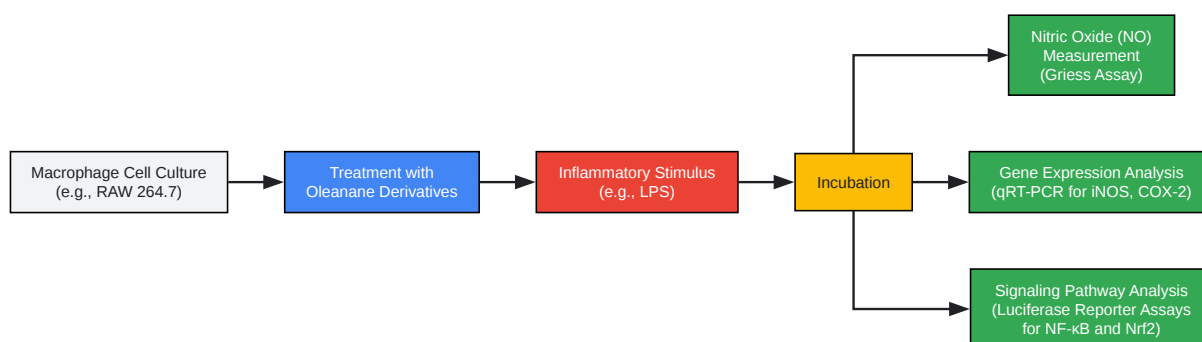 Macrophage Cell Culture
(e.g., RAW 264.7)
Treatment with
Oleanane Derivatives
Inflammatory Stimulus
(e.g., LPS)
Incubation
Nitric Oxide (NO)
Measurement
(Griess Assay)
Gene Expression Analysis
(qRT-PCR for iNOS, COX-2)
Signaling Pathway Analysis
(Luciferase Reporter Assays
for NF-κB and Nrf2)